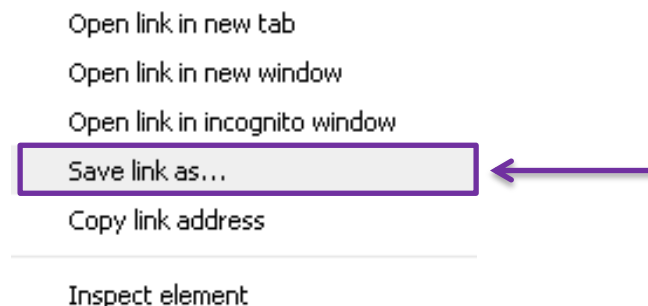 Open link in new tab
Open link in new window
Open link in incognito window
Save link as...
Copy link address
Inspect element